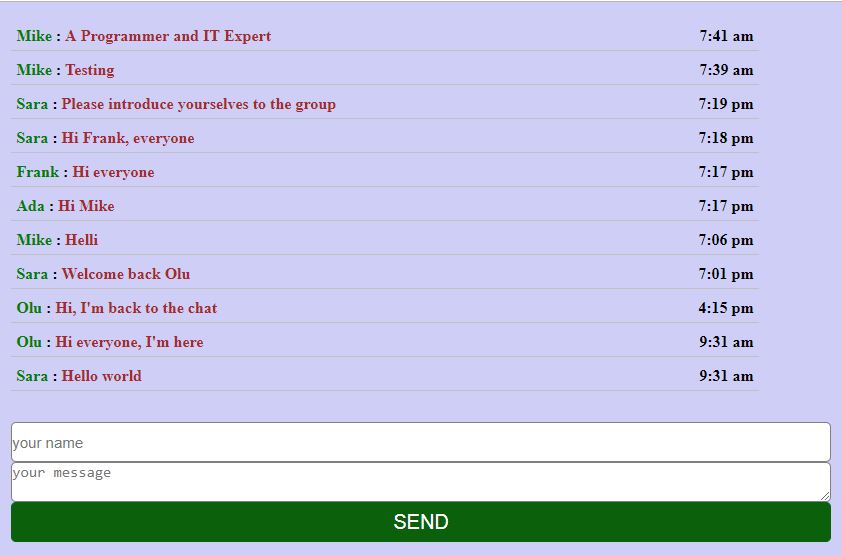 Mike : A Programmer and IT Expert 7:41 am
Mike : Testing 7:39 am
Sara : Please introduce yourselves to the group 7:19 pm
Sara : Hi Frank, everyone 7:18 pm
Frank : Hi everyone 7:17 pm
Ada : Hi Mike 7:17 pm
Mike : Helli 7:06 pm
Sara : Welcome back Olu 7:01 pm
Olu : Hi, I'm back to the chat 4:15 pm
Olu : Hi everyone, I'm here 9:31 am
Sara : Hello world 9:31 am
your name
your message
SEND